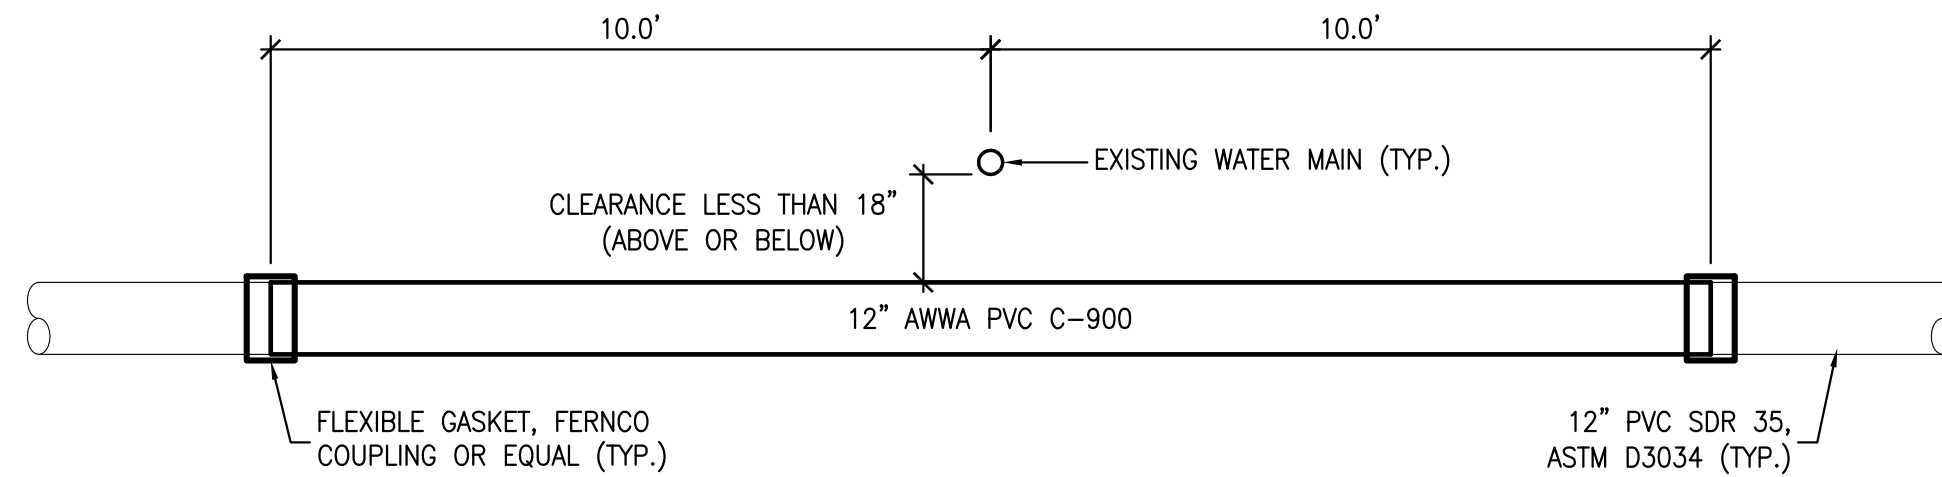 10.0'
10.0'
EXISTING WATER MAIN (TYP.)
CLEARANCE LESS THAN 18"
(ABOVE OR BELOW)
12" AWWA PVC C-900
FLEXIBLE GASKET, FERNCO
COUPLING OR EQUAL (TYP.)
12" PVC SDR 35,
ASTM D3034 (TYP.)